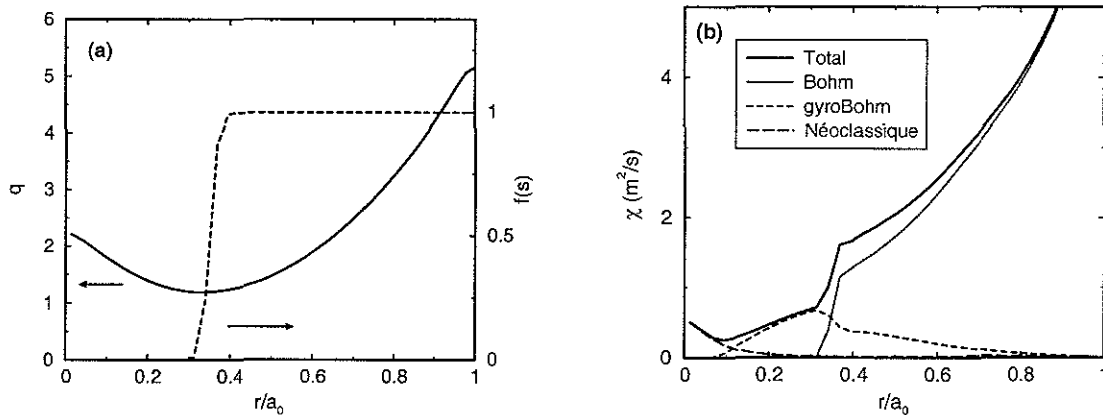 (a)
6
5
4
3
2
1
0
q
1
0.5
0
f(s)
0 0.2 0.4 0.6 0.8 1
r/a₀
(b)
Total
Bohm
gyroBohm
Néoclassique
4
2
0
χ (m²/s)
0 0.2 0.4 0.6 0.8 1
r/a₀